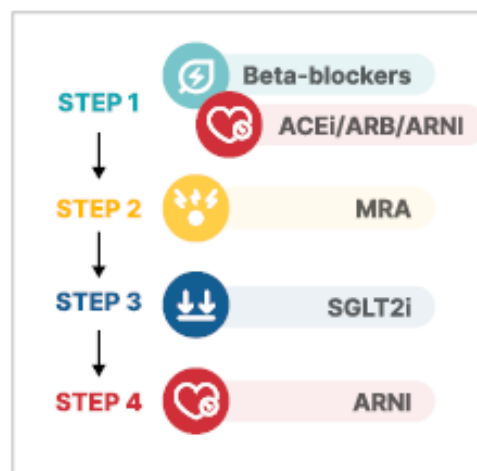 Beta-blockers
STEP 1
ACEi/ARB/ARNI
STEP 2 MRA
STEP 3 SGLT2i
STEP 4 ARNI